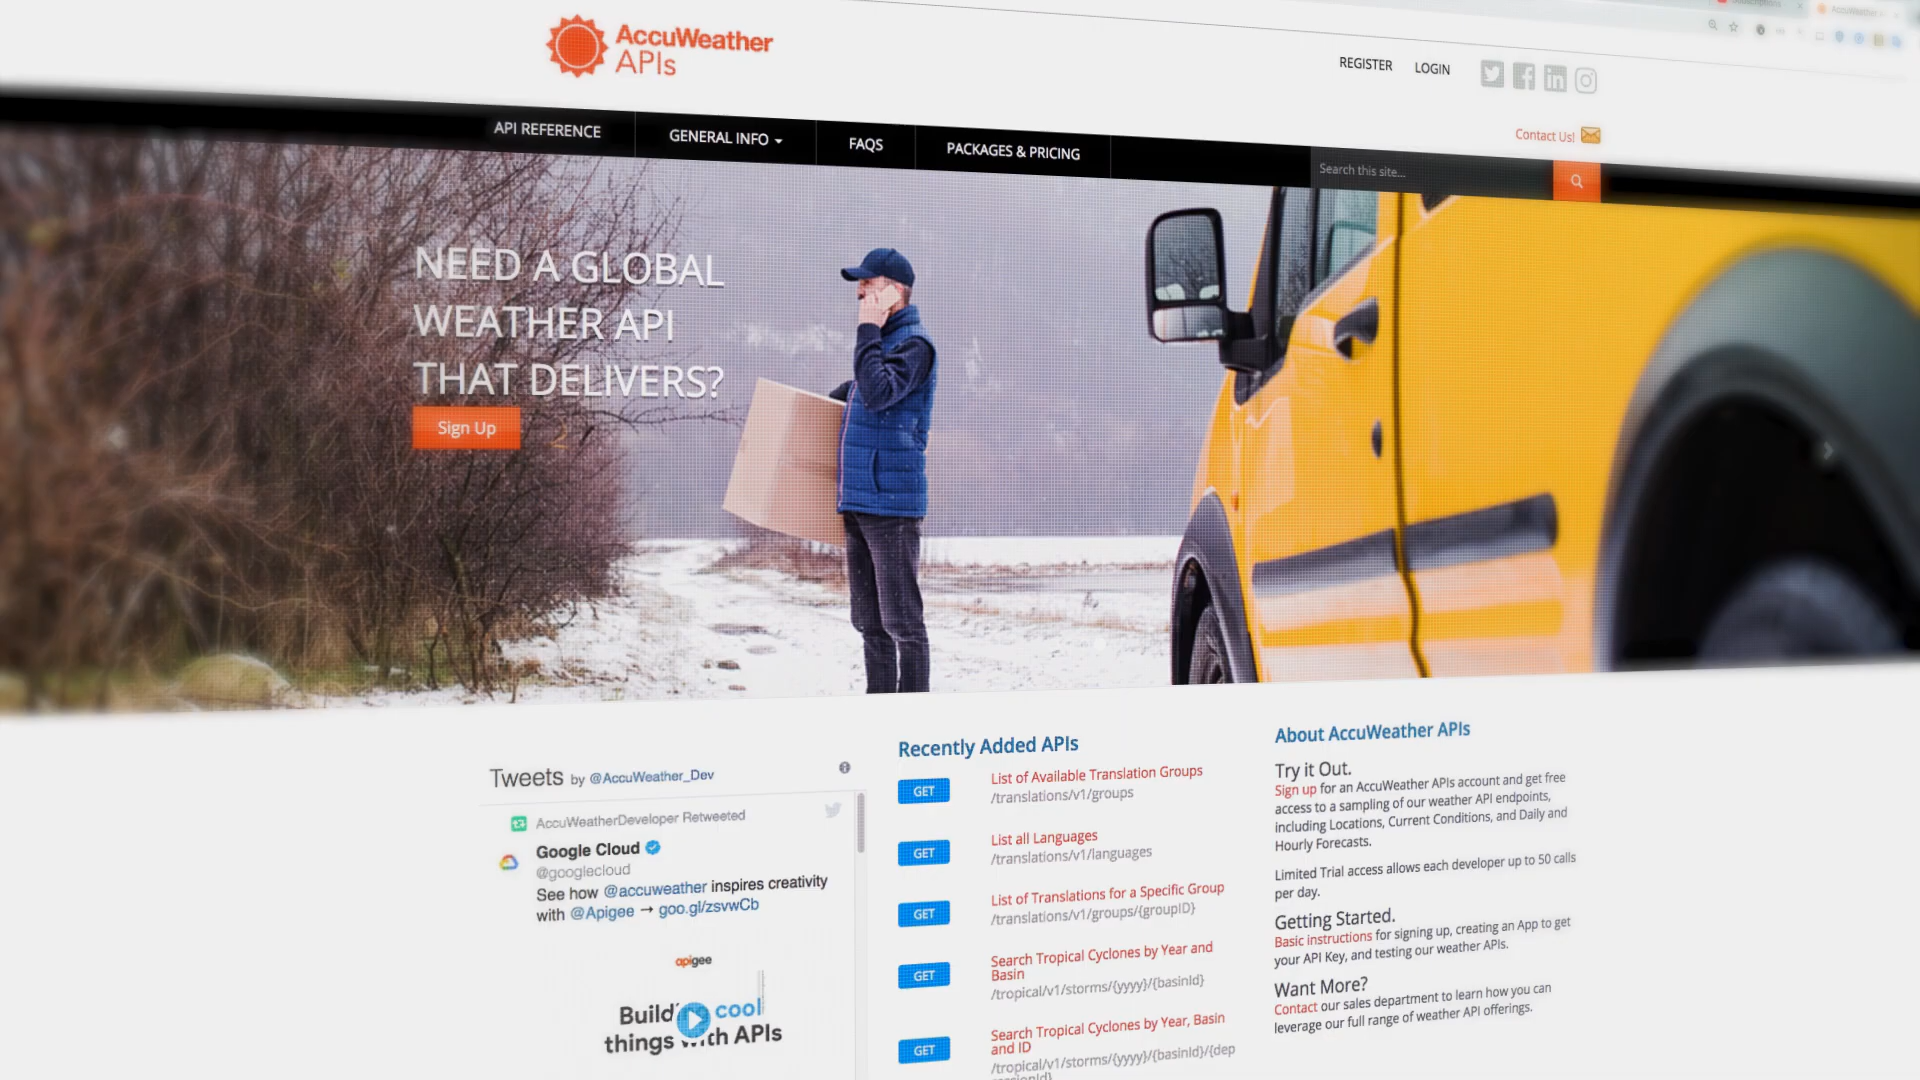 AccuWeather
APIs
REGISTER
LOGIN
Contact Us!
API REFERENCE
GENERAL INFO
FAQS
PACKAGES & PRICING
Search this site...
NEED A GLOBAL
WEATHER API
THAT DELIVERS?
Sign Up
Tweets by @AccuWeather_Dev
AccuWeatherDeveloper Retweeted
Google Cloud
@googlecloud
See how @accuweather inspires creativity
with @Apigee → goo.gl/zsvwCb
apigee
Build cool
things with APIs
Recently Added APIs
GET
List of Available Translation Groups
/translations/v1/groups
GET
List all Languages
/translations/v1/languages
GET
List of Translations for a Specific Group
/translations/v1/groups/{groupID}
GET
Search Tropical Cyclones by Year and
Basin
/tropical/v1/storms/{yyyy}/{basinId}
GET
Search Tropical Cyclones by Year, Basin
and ID
/tropical/v1/storms/{yyyy}/{basinId}/{dep
About AccuWeather APIs
Try it Out.
Sign up for an AccuWeather APIs account and get free
access to a sampling of our weather API endpoints,
including Locations, Current Conditions, and Daily and
Hourly Forecasts.
Limited Trial access allows each developer up to 50 calls
per day.
Getting Started.
Basic instructions for signing up, creating an App to get
your API Key, and testing our weather APIs.
Want More?
Contact our sales department to learn how you can
leverage our full range of weather API offerings.